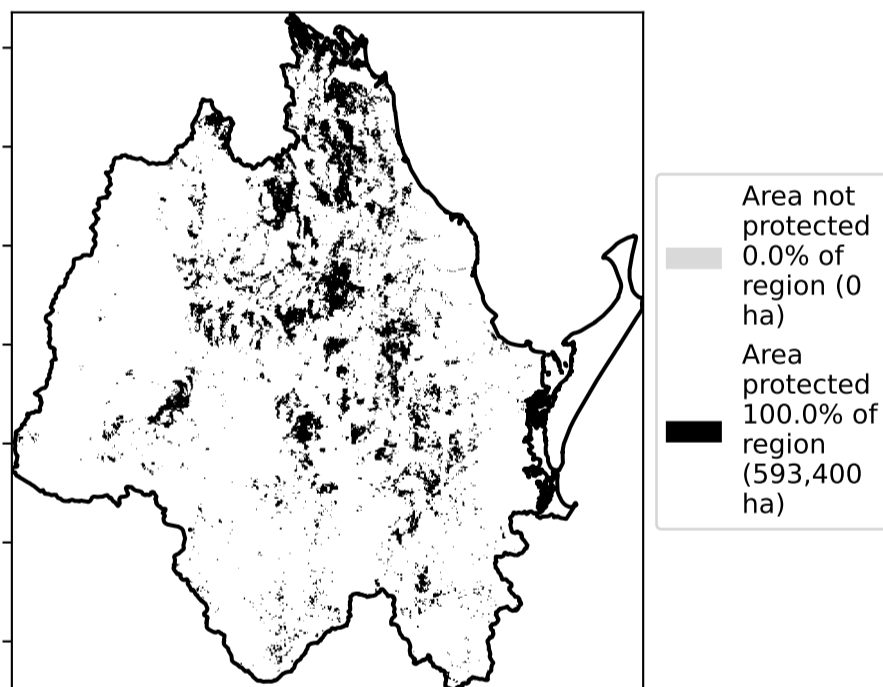 Area not
protected
0.0% of
region (0
ha)
Area
protected
100.0% of
region
(593,400
ha)